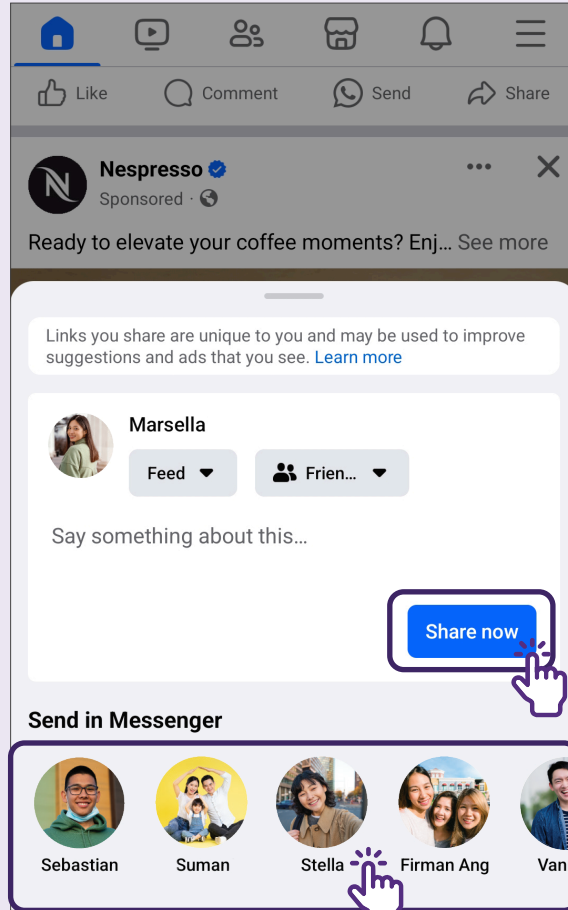 Like
Comment
Send
Share
Nespresso
Sponsored ·
Ready to elevate your coffee moments? Enj... See more
Links you share are unique to you and may be used to improve
suggestions and ads that you see. Learn more
Marsella
Feed
Frien...
Say something about this...
Share now
Send in Messenger
Sebastian
Suman
Stella
Firman Ang
Van